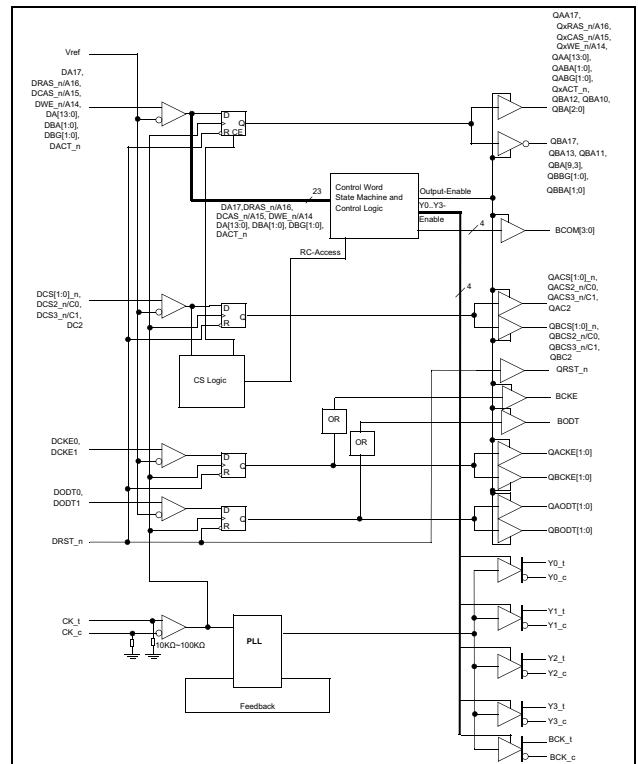 Vref
DA17,
DRAS_n/A16,
DCAS_n/A15,
DWE_n/A14,
DA[13:0],
DBA[1:0],
DBG[1:0],
DACT_n
D
Q
R CE
23
DA17,DRAS_n/A16,
DCAS_n/A15, DWE_n/A14
DA[13:0], DBA[1:0], DBG[1:0],
DACT_n
Control Word
State Machine and
Control Logic
Output-Enable
Y0..Y3-
Enable
4
4
RC-Access
QAA17,
QxRAS_n/A16,
QxCAS_n/A15,
QxWE_n/A14,
QAA[13:0],
QABA[1:0],
QABG[1:0],
QxACT_n,
QBA12, QBA10,
QBA[2:0]
QBA17,
QBA13, QBA11,
QBA[9,3],
QBBG[1:0],
QBBA[1;0]
BCOM[3:0]
DCS[1:0]_n,
DCS2_n/C0,
DCS3_n/C1,
DC2
D
Q
R
CS Logic
QACS[1:0]_n,
QACS2_n/C0,
QACS3_n/C1,
QAC2
QBCS[1:0]_n,
QBCS2_n/C0,
QBCS3_n/C1,
QBC2
QRST_n
BCKE
OR
BODT
OR
DCKE0,
DCKE1
D
Q
R
QACKE[1:0]
QBCKE[1:0]
DODT0,
DODT1
D
Q
R
QAODT[1:0]
QBODT[1:0]
DRST_n
CK_t
CK_c
10KΩ~100KΩ
PLL
Feedback
Y0_t
Y0_c
Y1_t
Y1_c
Y2_t
Y2_c
Y3_t
Y3_c
BCK_t
BCK_c